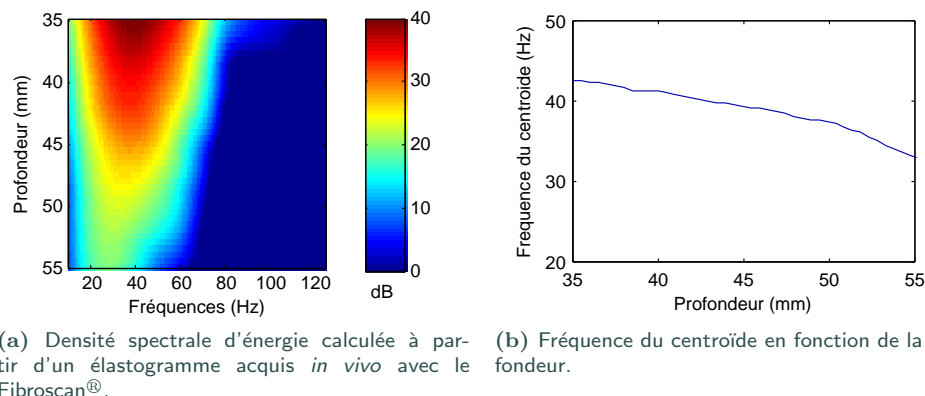 35
40
45
50
55
Profondeur (mm)
20 40 60 80 100 120
Fréquences (Hz)
40
30
20
10
0
dB
50
40
30
20
Frequence du centroide (Hz)
35 40 45 50 55
Profondeur (mm)
(a) Densité spectrale d'énergie calculée à par-
tir d'un élastogramme acquis in vivo avec le
Fibroscan®.
(b) Fréquence du centroïde en fonction de la
fondeur.